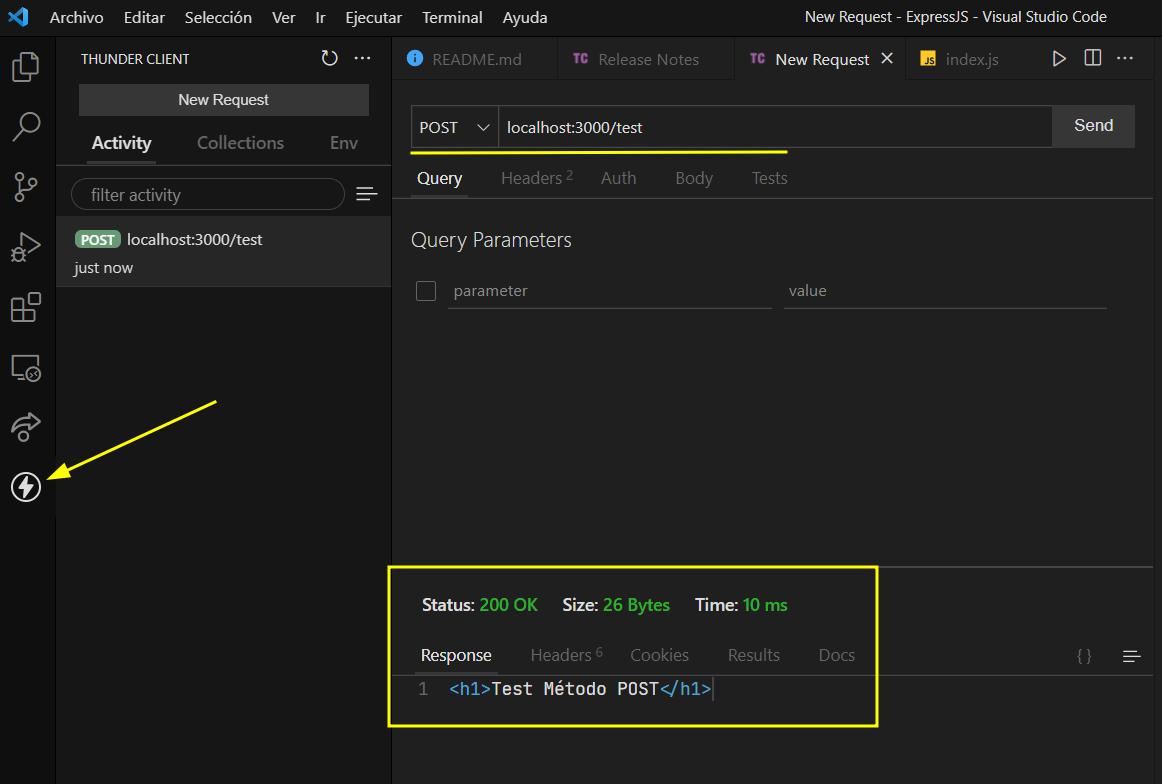 Archivo Editar Selección Ver Ir Ejecutar Terminal Ayuda New Request - ExpressJS - Visual Studio Code
THUNDER CLIENT
New Request
Activity Collections Env
filter activity
POST localhost:3000/test
just now
README.md TC Release Notes TC New Request JS index.js
POST localhost:3000/test Send
Query Headers 2 Auth Body Tests
Query Parameters
parameter value
Status: 200 OK Size: 26 Bytes Time: 10 ms
Response Headers 6 Cookies Results Docs { }
1 <h1>Test Método POST</h1>